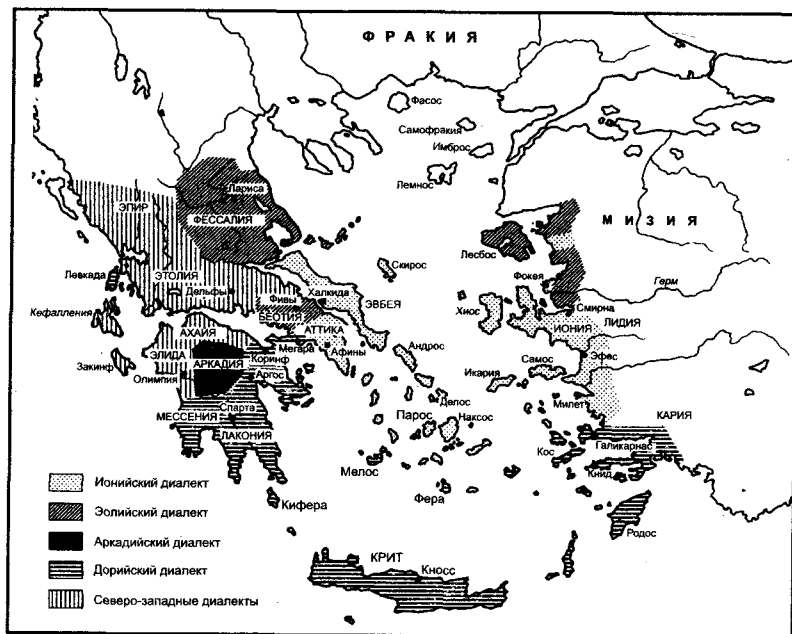 ФРАКИЯ
Фасос
Самофракия
Имброс
Лемнос
Лариса
ЭПИР
ФЕССАЛИЯ
МИЗИЯ
Лесбос
Скирос
Левкада
ЭТОЛИЯ
Фокея
Герм
Дельфы
Фивы
Халкида
ЭВБЕЯ
Хиос
Смирна
Кефалления
БЕОТИЯ
АТТИКА
ИОНИЯ
ЛИДИЯ
АХАЙЯ
Мегара
Афины
Андрос
Самос
Эфес
ЭЛИДА
Коринф
Закинф
АРКАДИЯ
Икария
Олимпия
Аргос
Делос
Милет
МЕССЕНИЯ
Спарта
Парос
Наксос
КАРИЯ
ЛАКОНИЯ
Галикарнас
Мелос
Кос
Книд
Кифера
Фера
Родос
КРИТ
Кносс
Ионийский диалект
Эолийский диалект
Аркадийский диалект
Дорийский диалект
Северо-западные диалекты